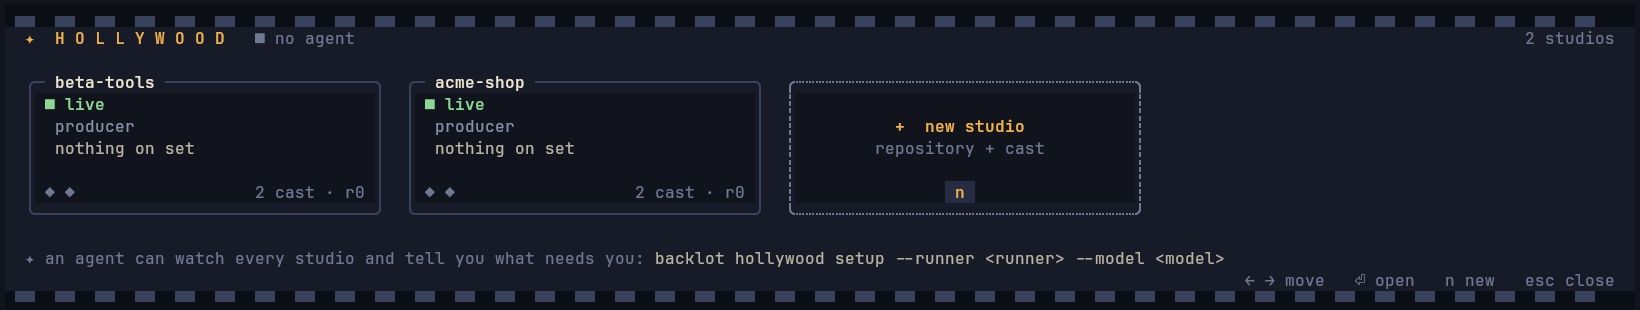 ✦ HOLLYWOOD ■ no agent 2 studios
beta-tools acme-shop
■ live ■ live
producer producer + new studio
nothing on set nothing on set repository + cast
◆ ◆ 2 cast · r0 ◆ ◆ 2 cast · r0 n
✦ an agent can watch every studio and tell you what needs you: backlot hollywood setup --runner <runner> --model <model>
← → move ⏎ open n new esc close